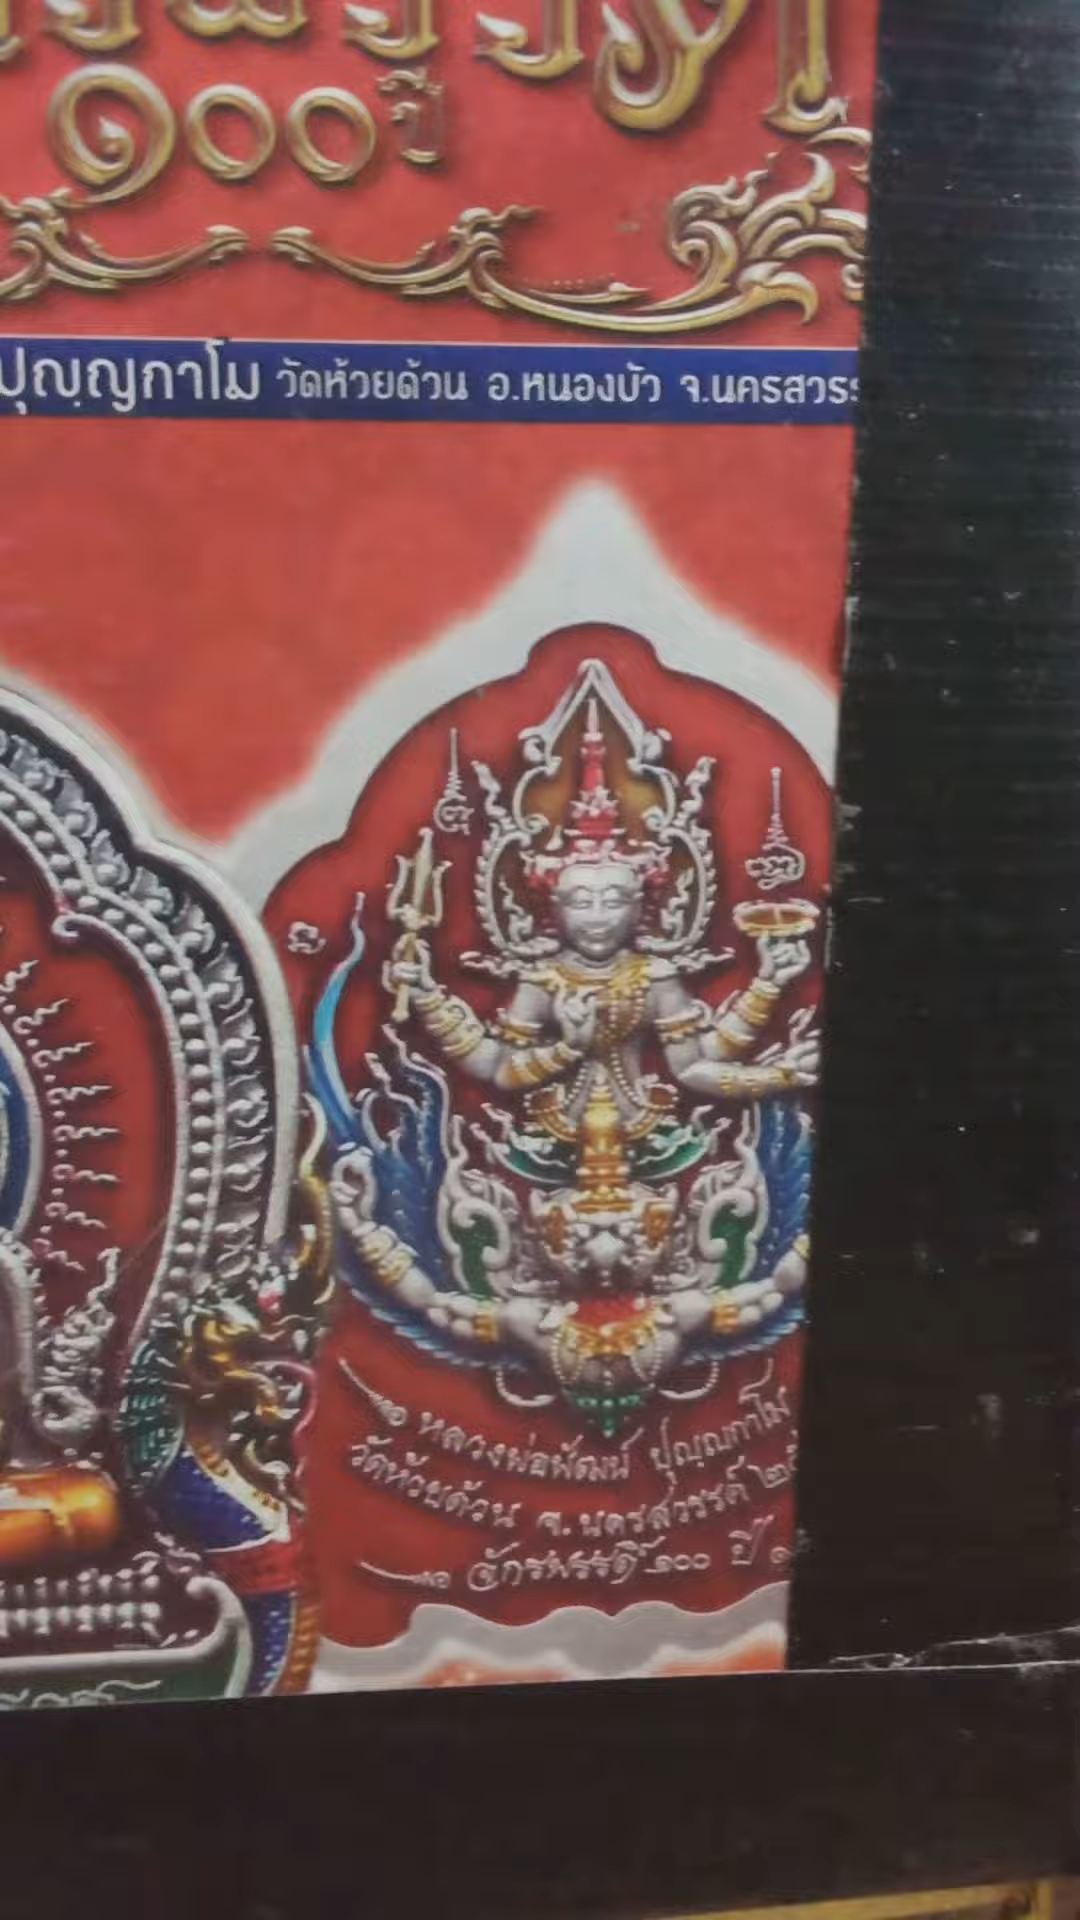 ๑๐๐ ปี
ปุญฺญกาโม วัดห้วยด้วน อ.หนองบัว จ.นครสวรร
หลวงพ่อพัฒน์ ปุญฺญกาโม
วัดห้วยด้วน จ.นครสวรรค์
จักรพรรดิ์ ๑๐๐ ปี